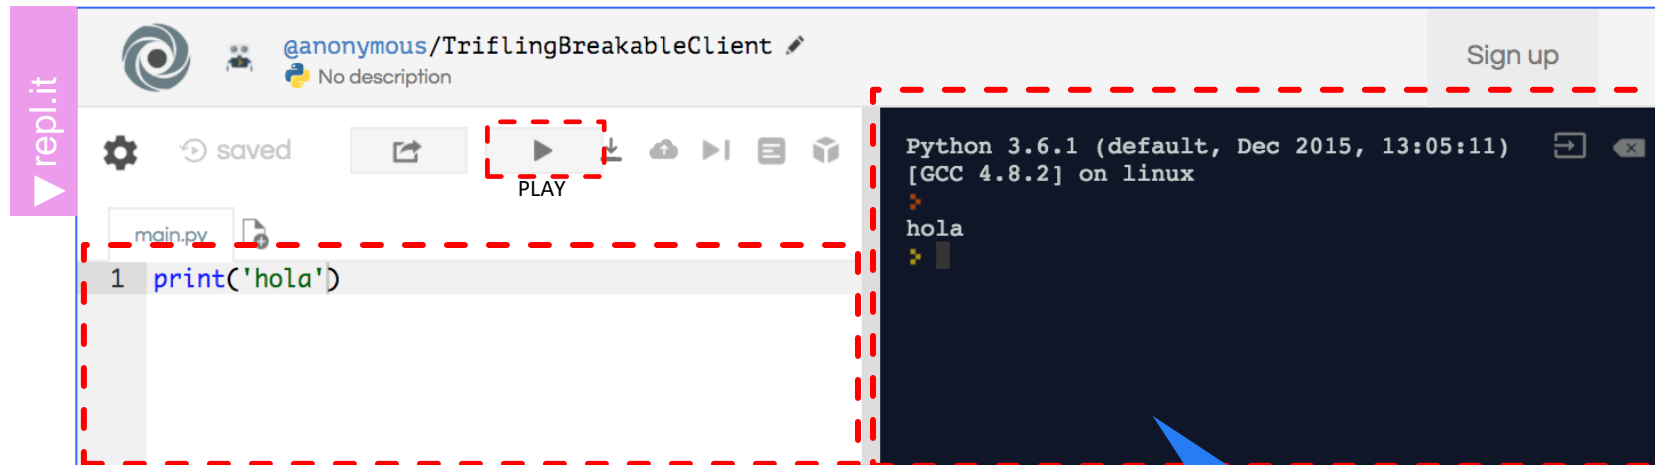 repl.it
@anonymous/TriflingBreakableClient
No description
Sign up
saved
PLAY
main.py
1 print('hola')
Python 3.6.1 (default, Dec 2015, 13:05:11)
[GCC 4.8.2] on linux
hola